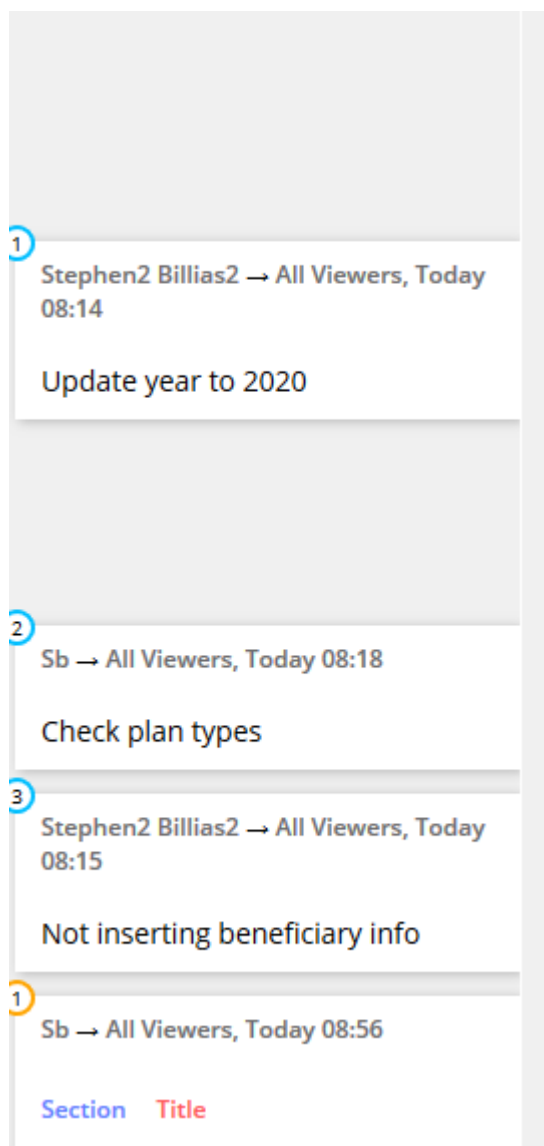 1
Stephen2 Billias2 → All Viewers, Today
08:14
Update year to 2020
2
Sb → All Viewers, Today 08:18
Check plan types
3
Stephen2 Billias2 → All Viewers, Today
08:15
Not inserting beneficiary info
1
Sb → All Viewers, Today 08:56
Section Title